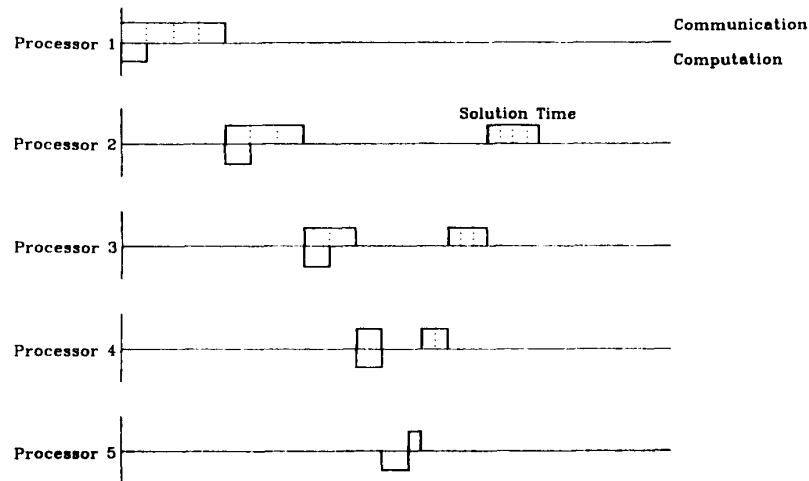 Communication
Processor 1
Computation
Solution Time
Processor 2
Processor 3
Processor 4
Processor 5